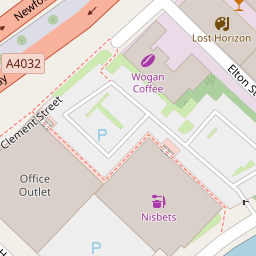 Newfo
Lost Horizon
A4032
Wogan
Coffee
Elton St
Clement Street
P
Office
Outlet
Nisbets
P